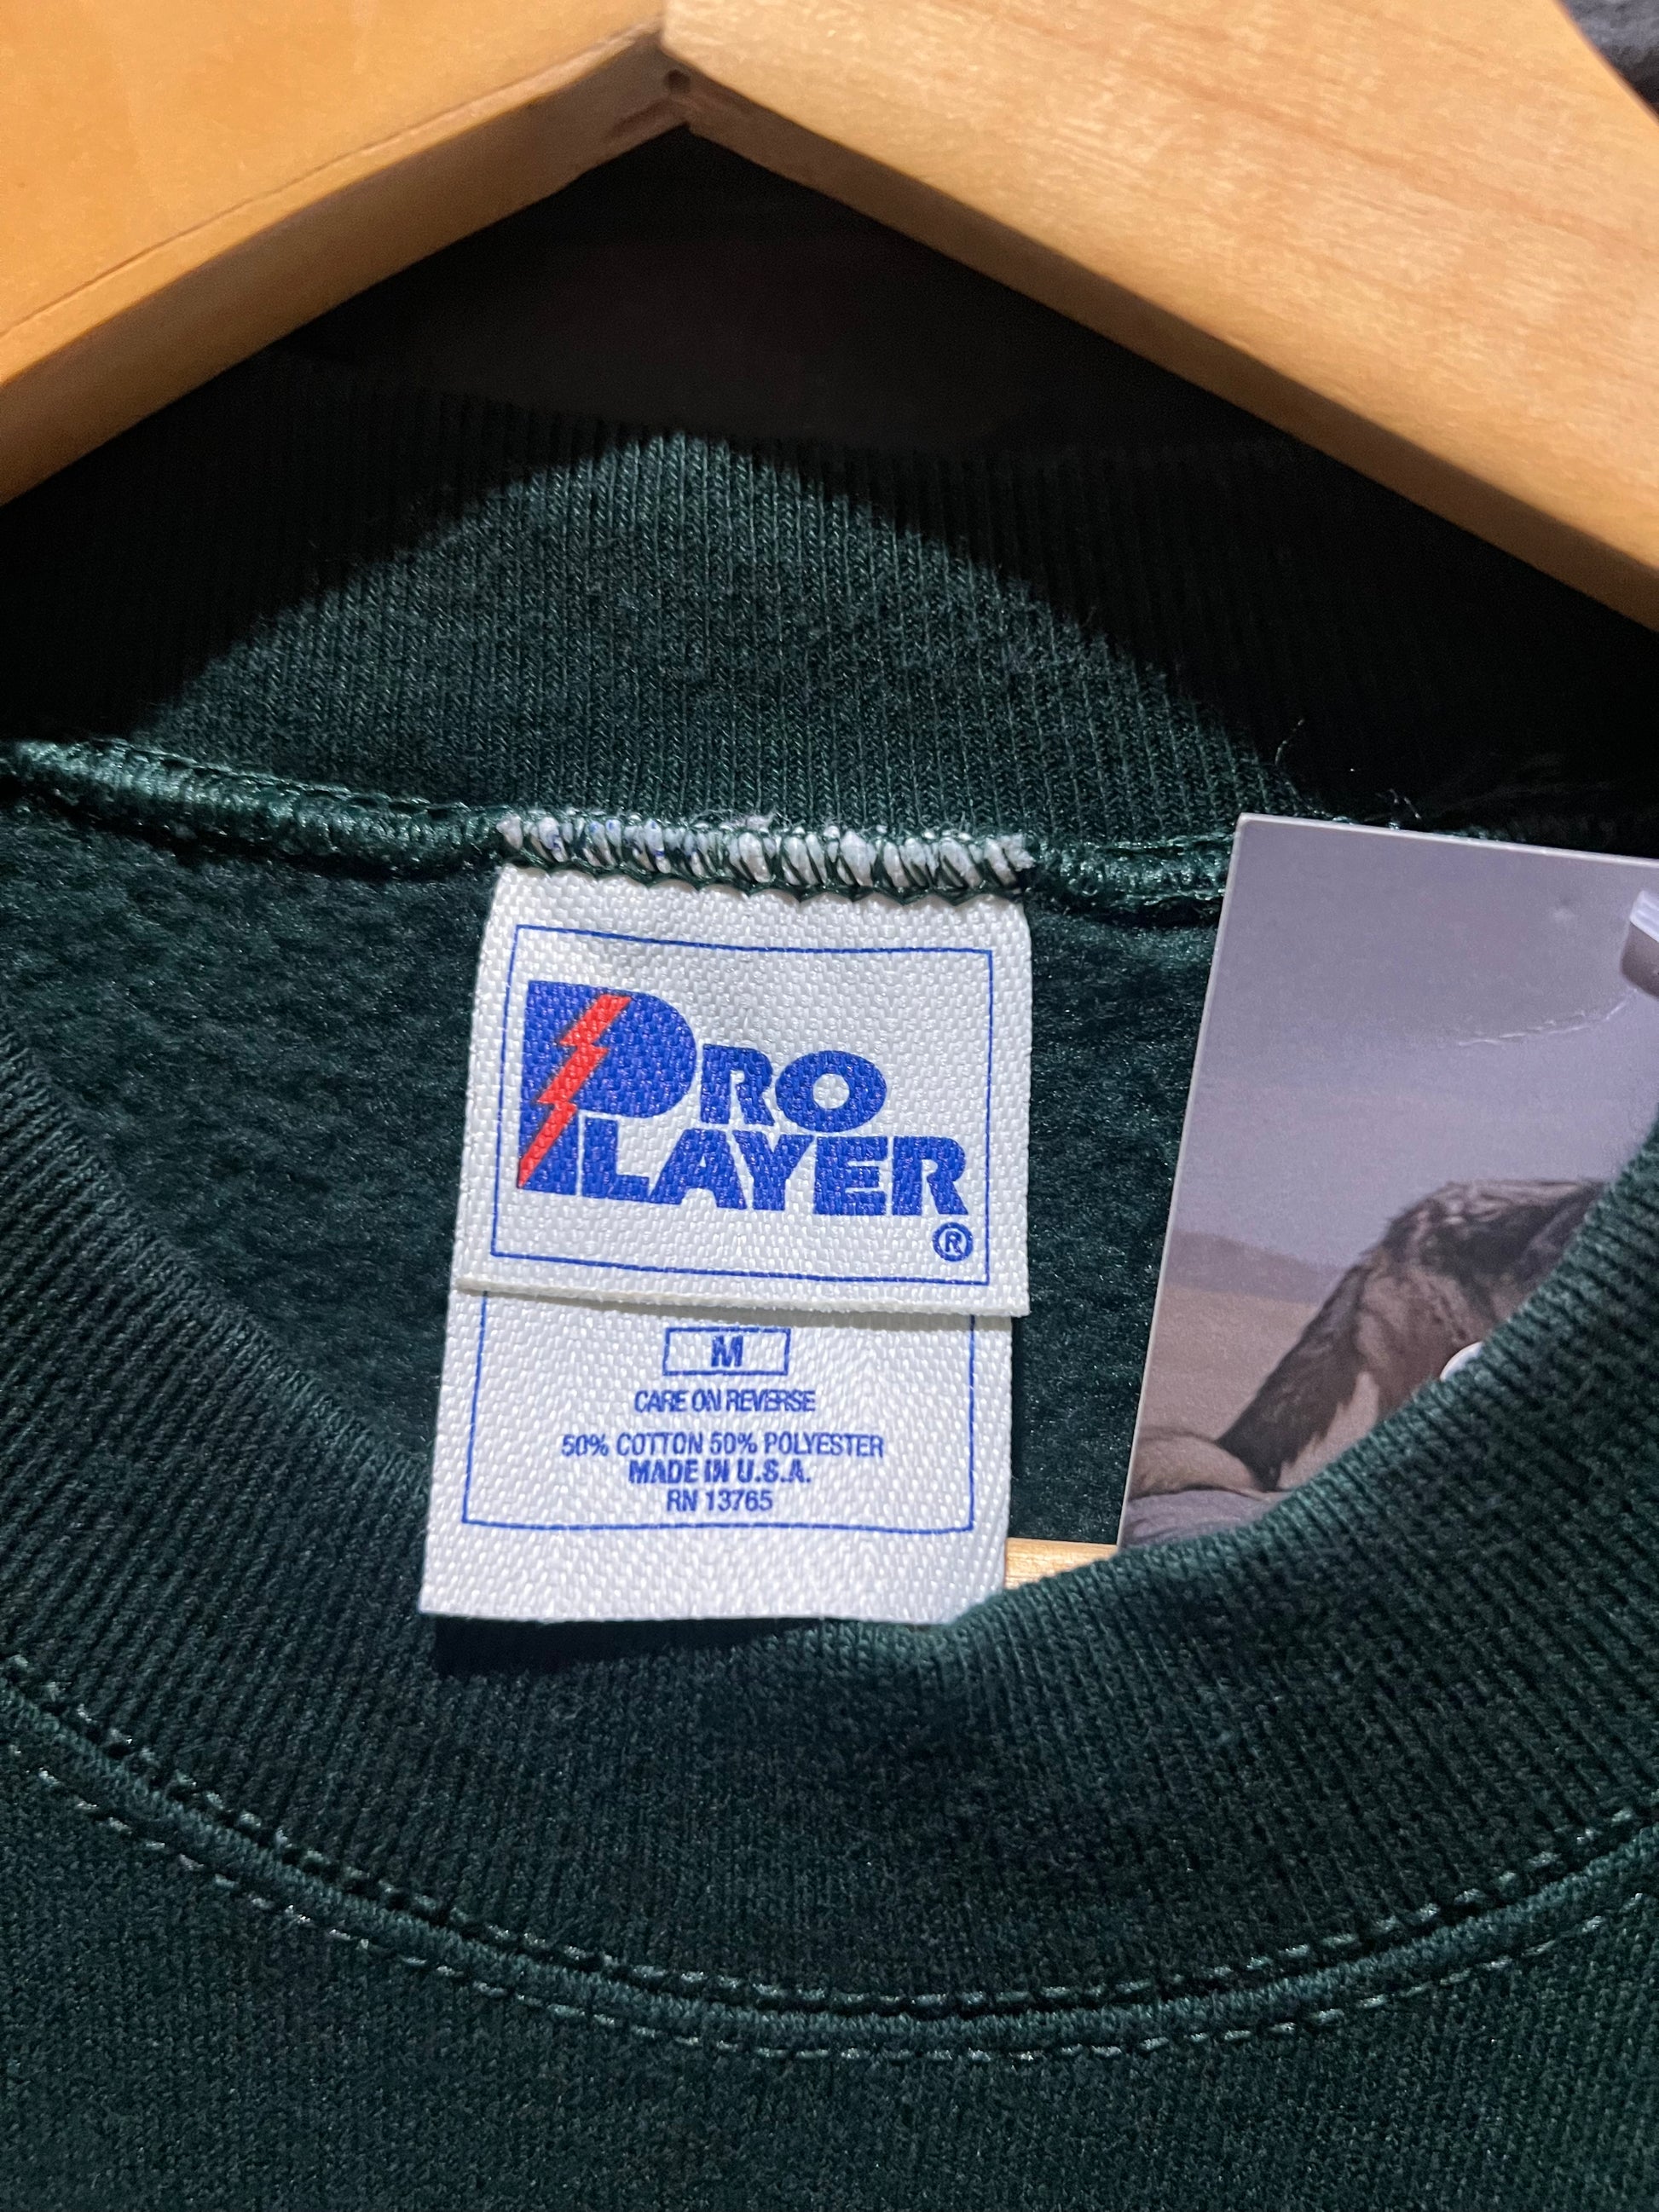 PRO
PLAYER
®
M
CARE ON REVERSE
50% COTTON 50% POLYESTER
MADE IN U.S.A.
RN 13765